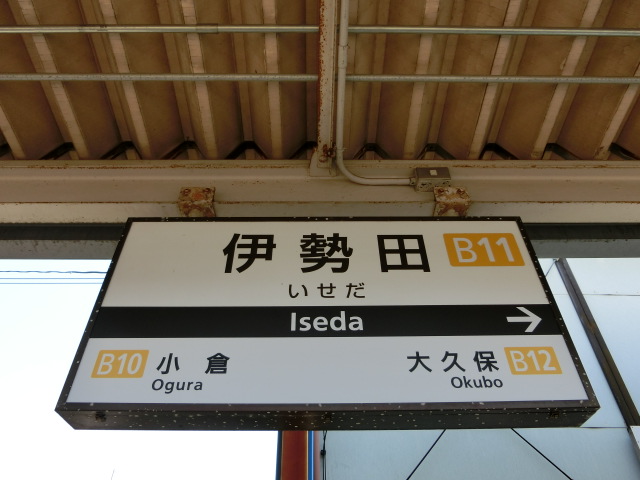 伊勢田 B11
いせだ
Iseda →
B10 小倉
Ogura
大久保 B12
Okubo